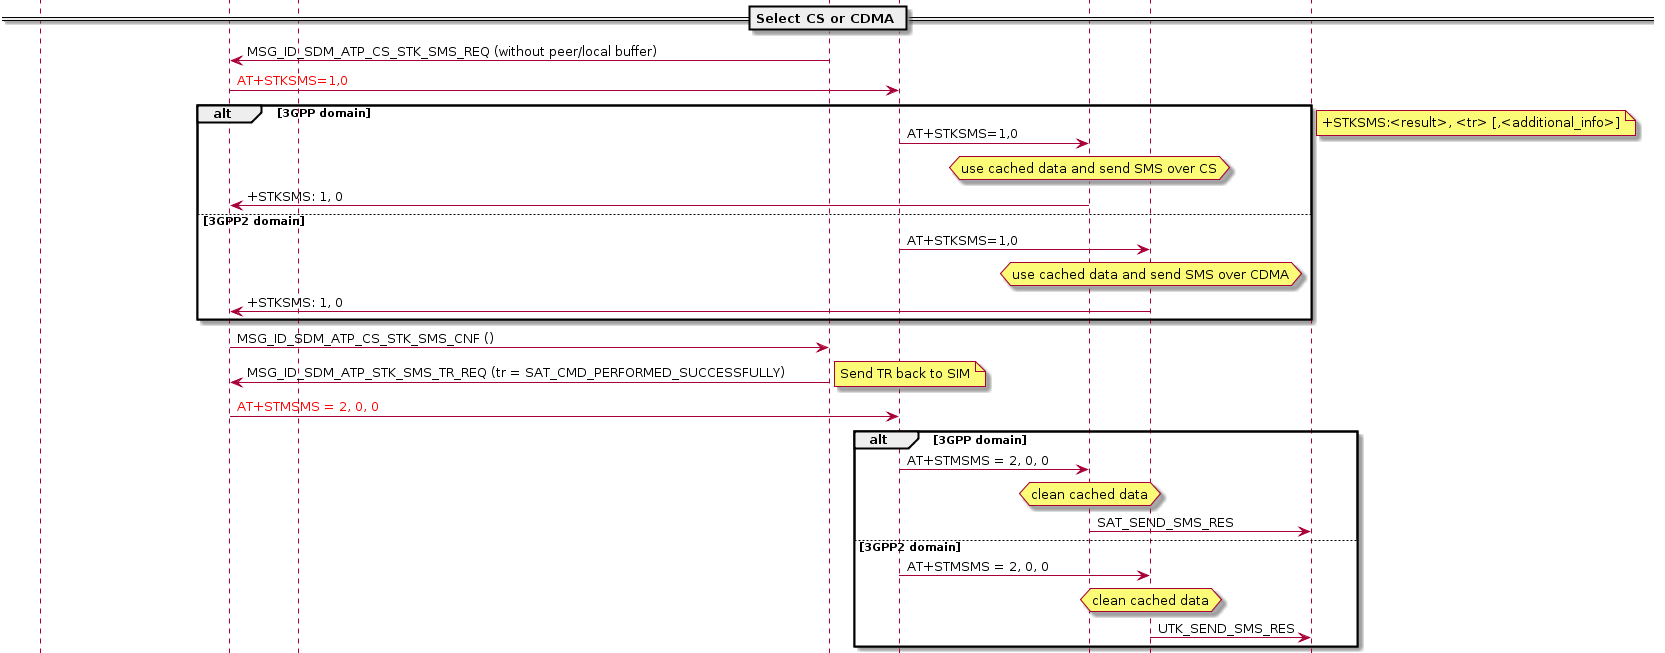 Select CS or CDMA
MSG_ID_SDM_ATP_CS_STK_SMS_REQ (without peer/local buffer)
AT+STKSMS=1,0
alt [3GPP domain]
+STKSMS:<result>, <tr> [,<additional_info>]
AT+STKSMS=1,0
use cached data and send SMS over CS
+STKSMS: 1, 0
[3GPP2 domain]
AT+STKSMS=1,0
use cached data and send SMS over CDMA
+STKSMS: 1, 0
MSG_ID_SDM_ATP_CS_STK_SMS_CNF ()
MSG_ID_SDM_ATP_STK_SMS_TR_REQ (tr = SAT_CMD_PERFORMED_SUCCESSFULLY)
Send TR back to SIM
AT+STMSMS = 2, 0, 0
alt [3GPP domain]
AT+STMSMS = 2, 0, 0
clean cached data
SAT_SEND_SMS_RES
[3GPP2 domain]
AT+STMSMS = 2, 0, 0
clean cached data
UTK_SEND_SMS_RES